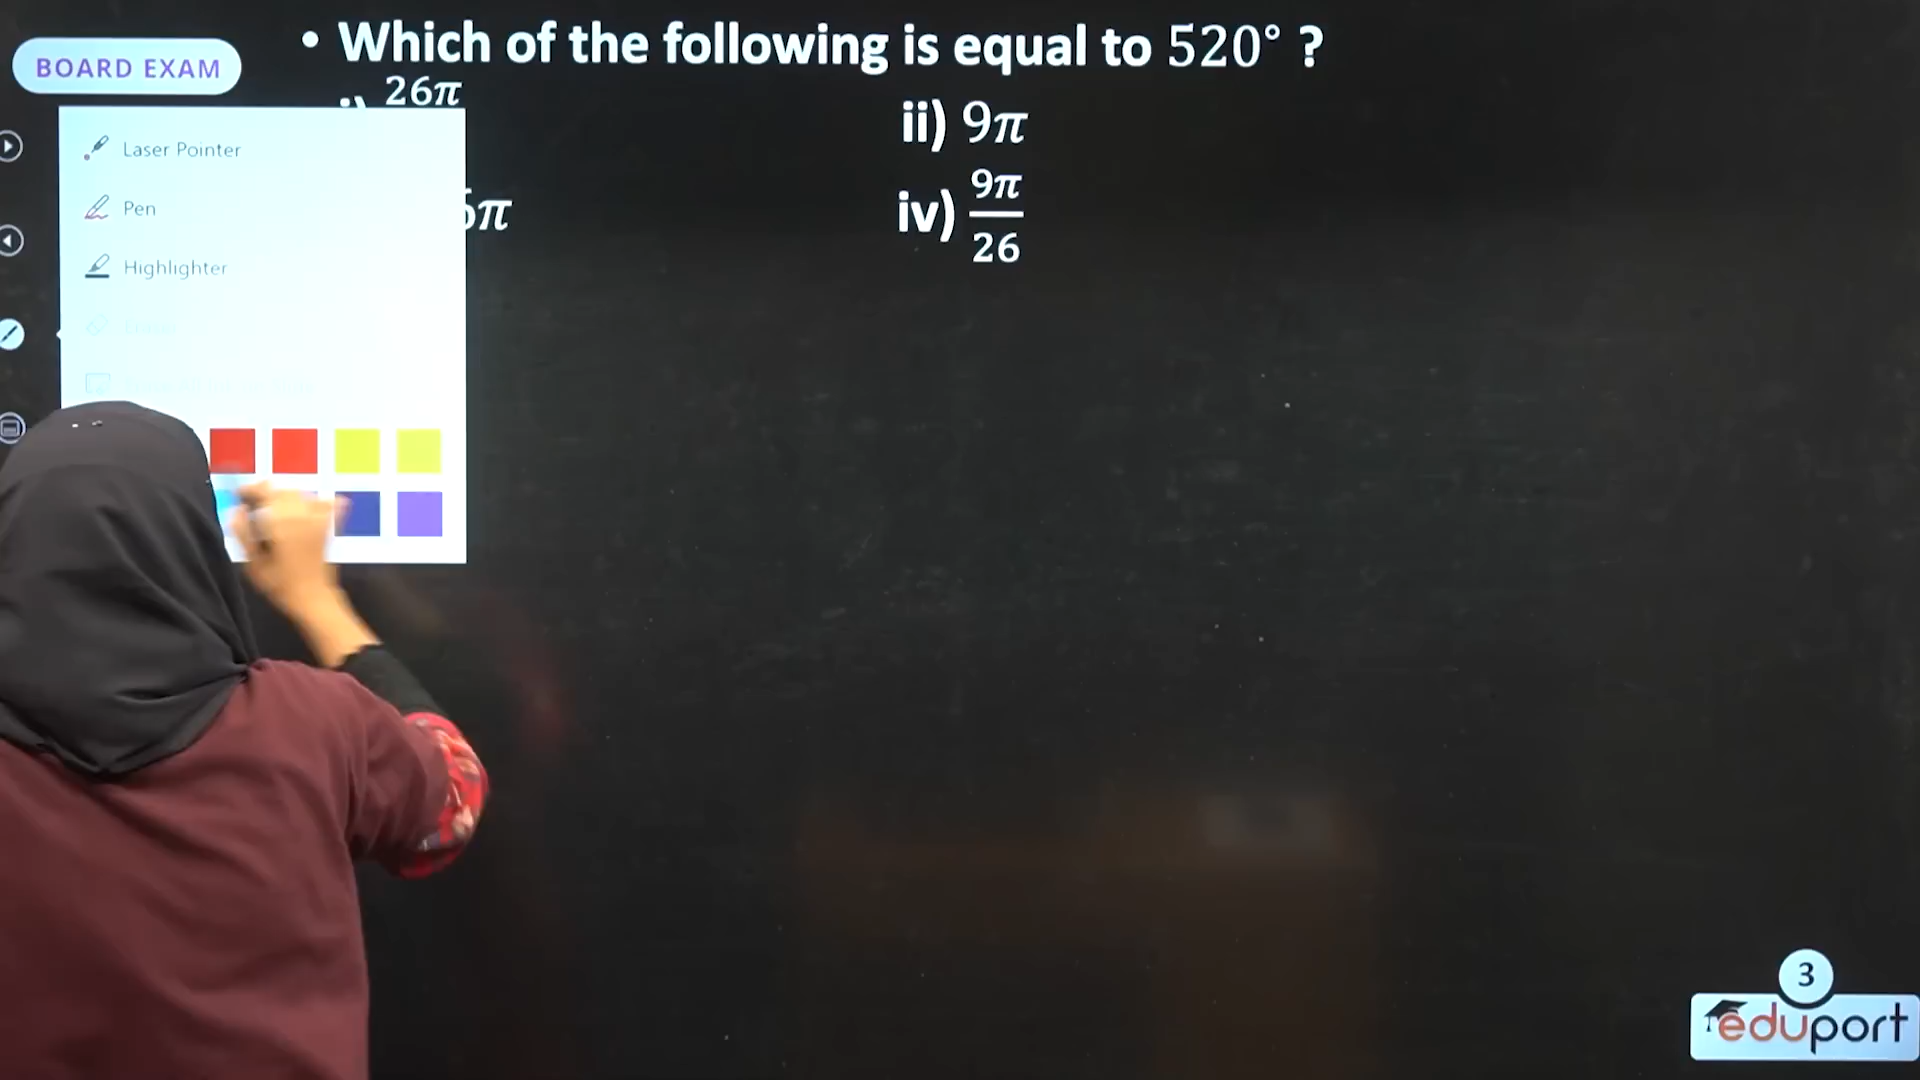 • Which of the following is equal to 520° ?
BOARD EXAM
26π
ii) 9π
Laser Pointer
Pen
π
iv) 9π/26
Highlighter
3
eduport